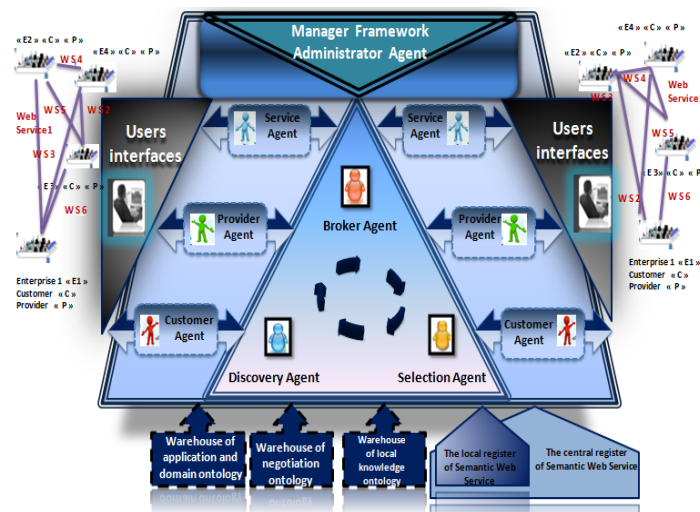 Manager Framework
Administrator Agent
« E2 » « C » « P »
WS4
« E4 » « C » « P »
Web
Service1
WS5
WS2
WS3
« E3 » « C » « P »
WS6
Enterprise 1 « E1 »
Customer « C »
Provider « P »
Users
interfaces
Service
Agent
Provider
Agent
Customer
Agent
Broker Agent
Discovery Agent
Selection Agent
Service
Agent
Provider
Agent
Customer
Agent
Users
interfaces
« E4 » « C » « P »
« E2 » « C » « P »
WS4
WS3
Web
Service
WS5
« E3 » « C » « P
WS2
WS6
Enterprise 1 « E1 »
Customer « C »
Provider « P »
Warehouse of
application and
domain ontology
Warehouse of
negotiation
ontology
Warehouse
of local
knowledge
ontology
The local register
of Semantic Web
Service
The central register
of Semantic Web Service